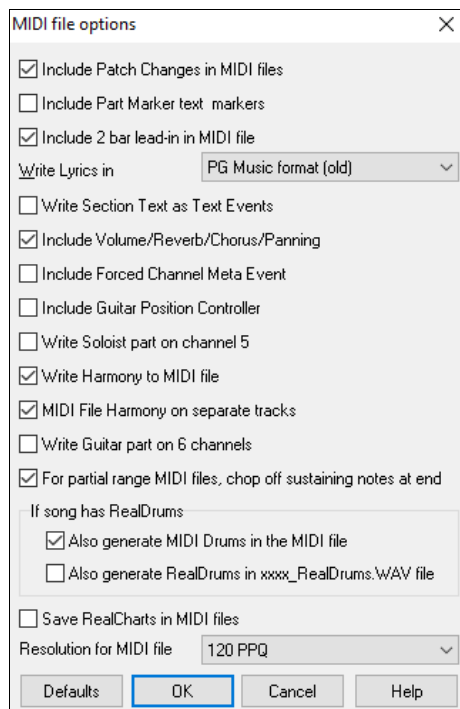 MIDI file options
Include Patch Changes in MIDI files
Include Part Marker text  markers
Include 2 bar lead-in in MIDI file
Write Lyrics in PG Music format (old)
Write Section Text as Text Events
Include Volume/Reverb/Chorus/Panning
Include Forced Channel Meta Event
Include Guitar Position Controller
Write Soloist part on channel 5
Write Harmony to MIDI file
MIDI File Harmony on separate tracks
Write Guitar part on 6 channels
For partial range MIDI files, chop off sustaining notes at end
If song has RealDrums
Also generate MIDI Drums in the MIDI file
Also generate RealDrums in xxxx_RealDrums.WAV file
Save RealCharts in MIDI files
Resolution for MIDI file 120 PPQ
Defaults OK Cancel Help